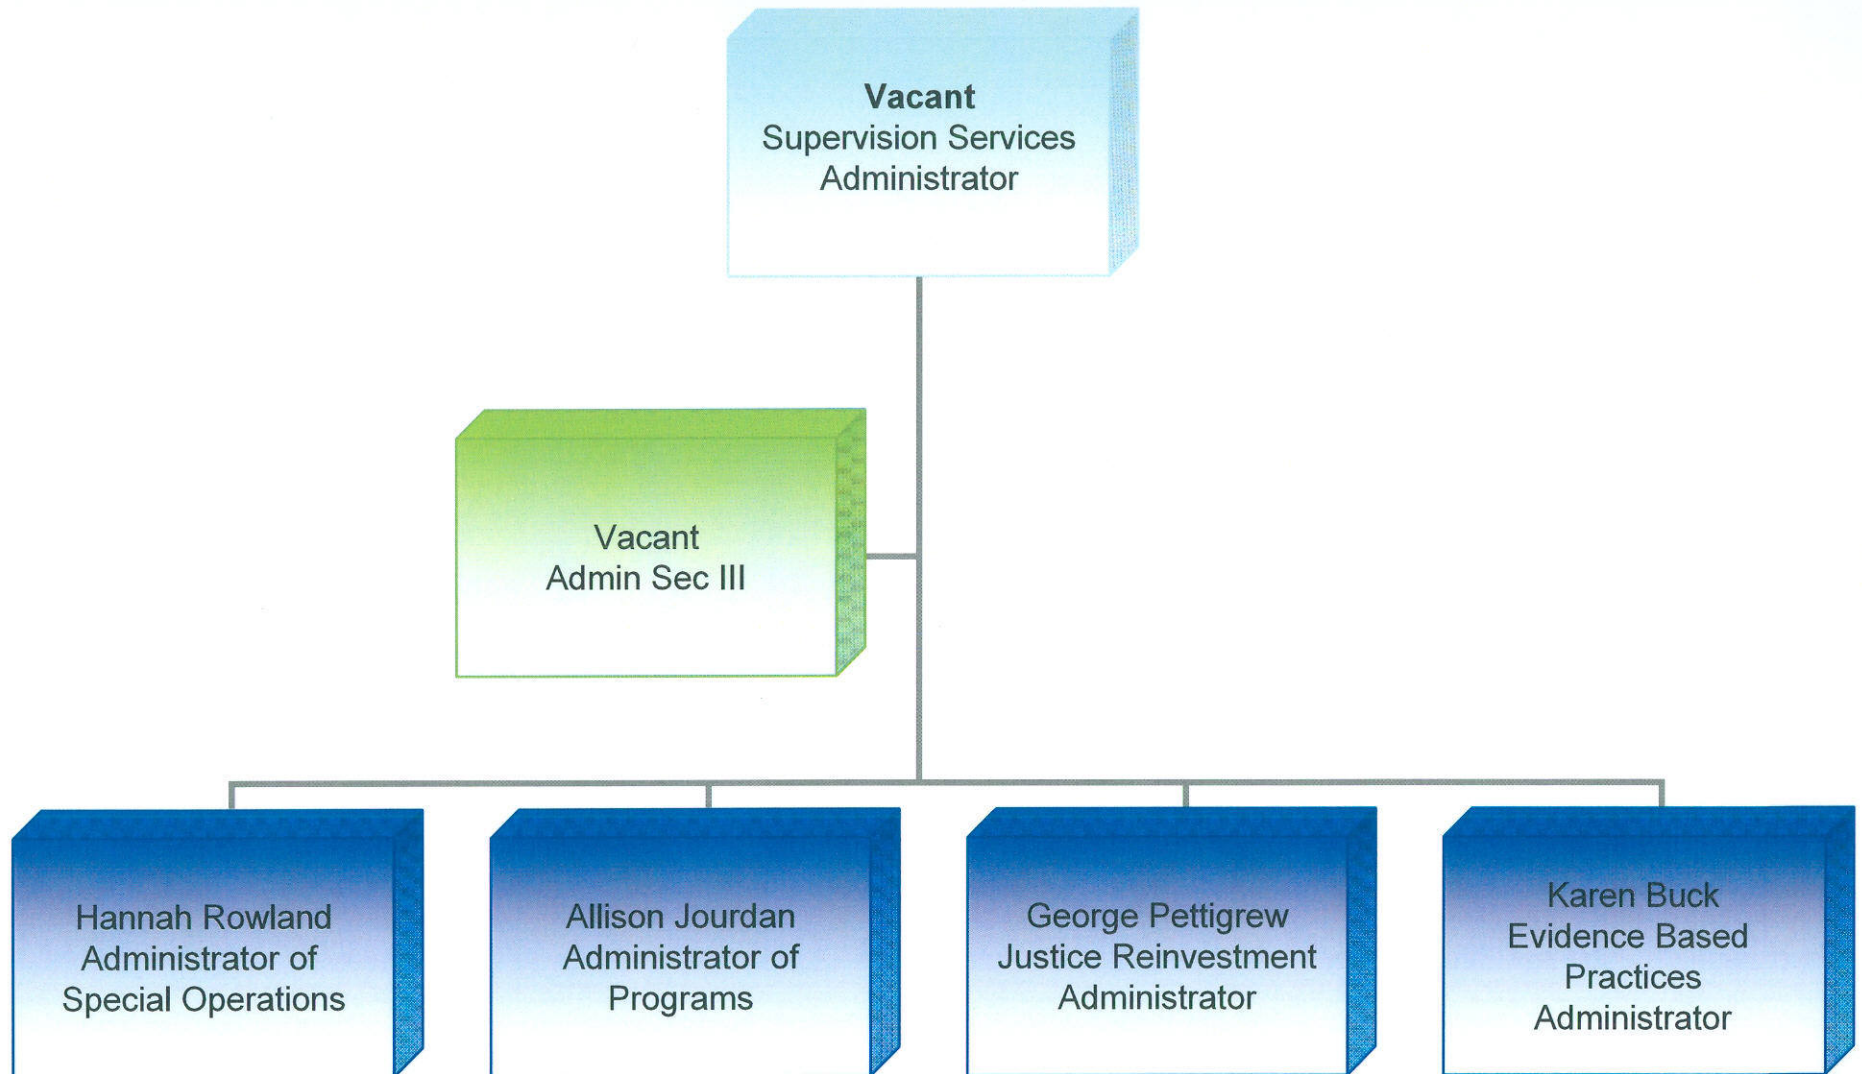 Vacant
Supervision Services
Administrator
Vacant
Admin Sec III
Hannah Rowland
Administrator of
Special Operations
Allison Jourdan
Administrator of
Programs
George Pettigrew
Justice Reinvestment
Administrator
Karen Buck
Evidence Based
Practices
Administrator